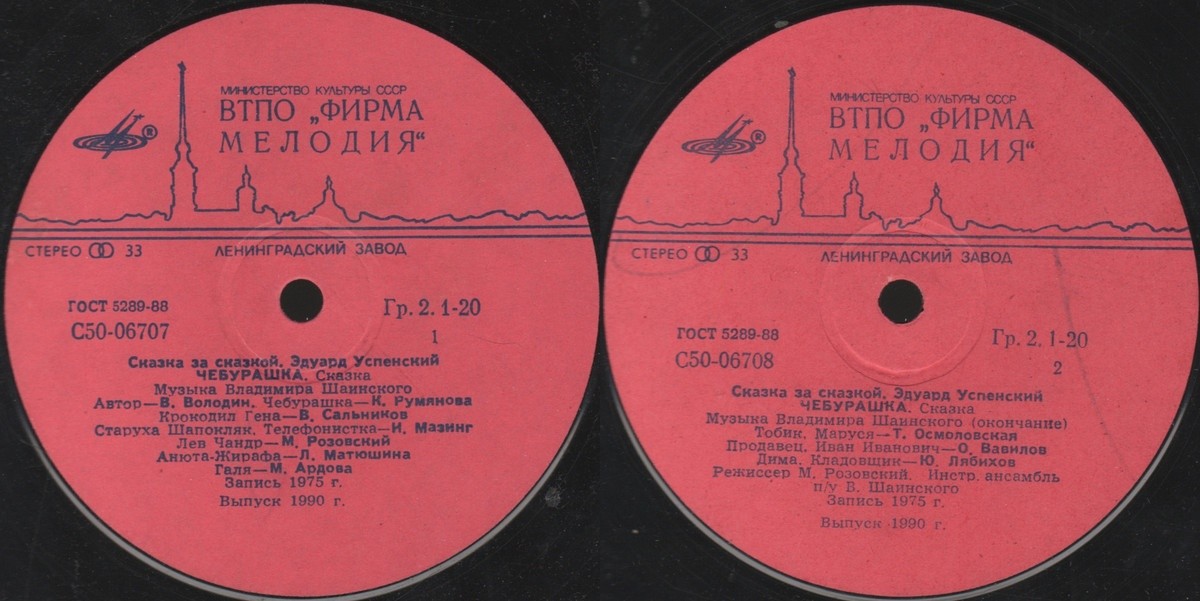 МИНИСТЕРСТВО КУЛЬТУРЫ СССР
ВТПО „ФИРМА
МЕЛОДИЯ“
®
СТЕРЕО 33
ЛЕНИНГРАДСКИЙ ЗАВОД
ГОСТ 5289-88
Гр. 2. 1-20
С50-06707
1
Сказка за сказкой. Эдуард Успенский
ЧЕБУРАШКА. Сказка
Музыка Владимира Шаинского
Автор—В. Володин, Чебурашка—К. Румянова
Крокодил Гена—В. Сальников
Старуха Шапокляк, Телефонистка—И. Мазинг
Лев Чандр—М. Розовский
Анюта-Жирафа—Л. Матюшина
Галя—М. Ардова
Запись 1975 г.
Выпуск 1990 г.
МИНИСТЕРСТВО КУЛЬТУРЫ СССР
ВТПО „ФИРМА
МЕЛОДИЯ“
®
СТЕРЕО 33
ЛЕНИНГРАДСКИЙ ЗАВОД
ГОСТ 5289-88
Гр. 2. 1-20
С50-06708
2
Сказка за сказкой. Эдуард Успенский
ЧЕБУРАШКА. Сказка
Музыка Владимира Шаинского (окончание)
Тобик, Маруся—Т. Осмоловская
Продавец, Иван Иванович—О. Вавилов
Дима, Кладовщик—Ю. Лябихов
Режиссер М. Розовский. Инстр. ансамбль
п/у В. Шаинского
Запись 1975 г.
Выпуск 1990 г.